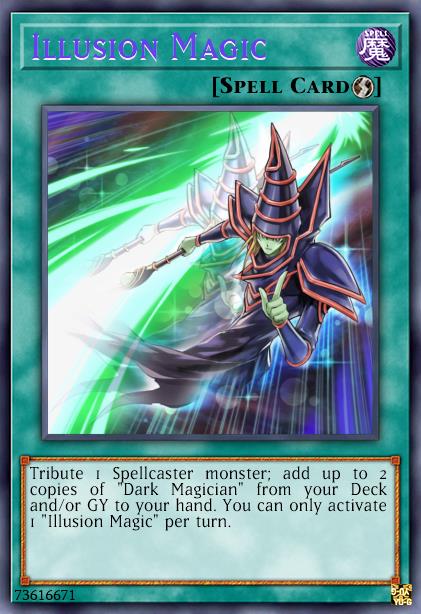 Illusion Magic
SPELL
魔
[Spell Card]
Tribute 1 Spellcaster monster; add up to 2
copies of "Dark Magician" from your Deck
and/or GY to your hand. You can only activate
1 "Illusion Magic" per turn.
73616671